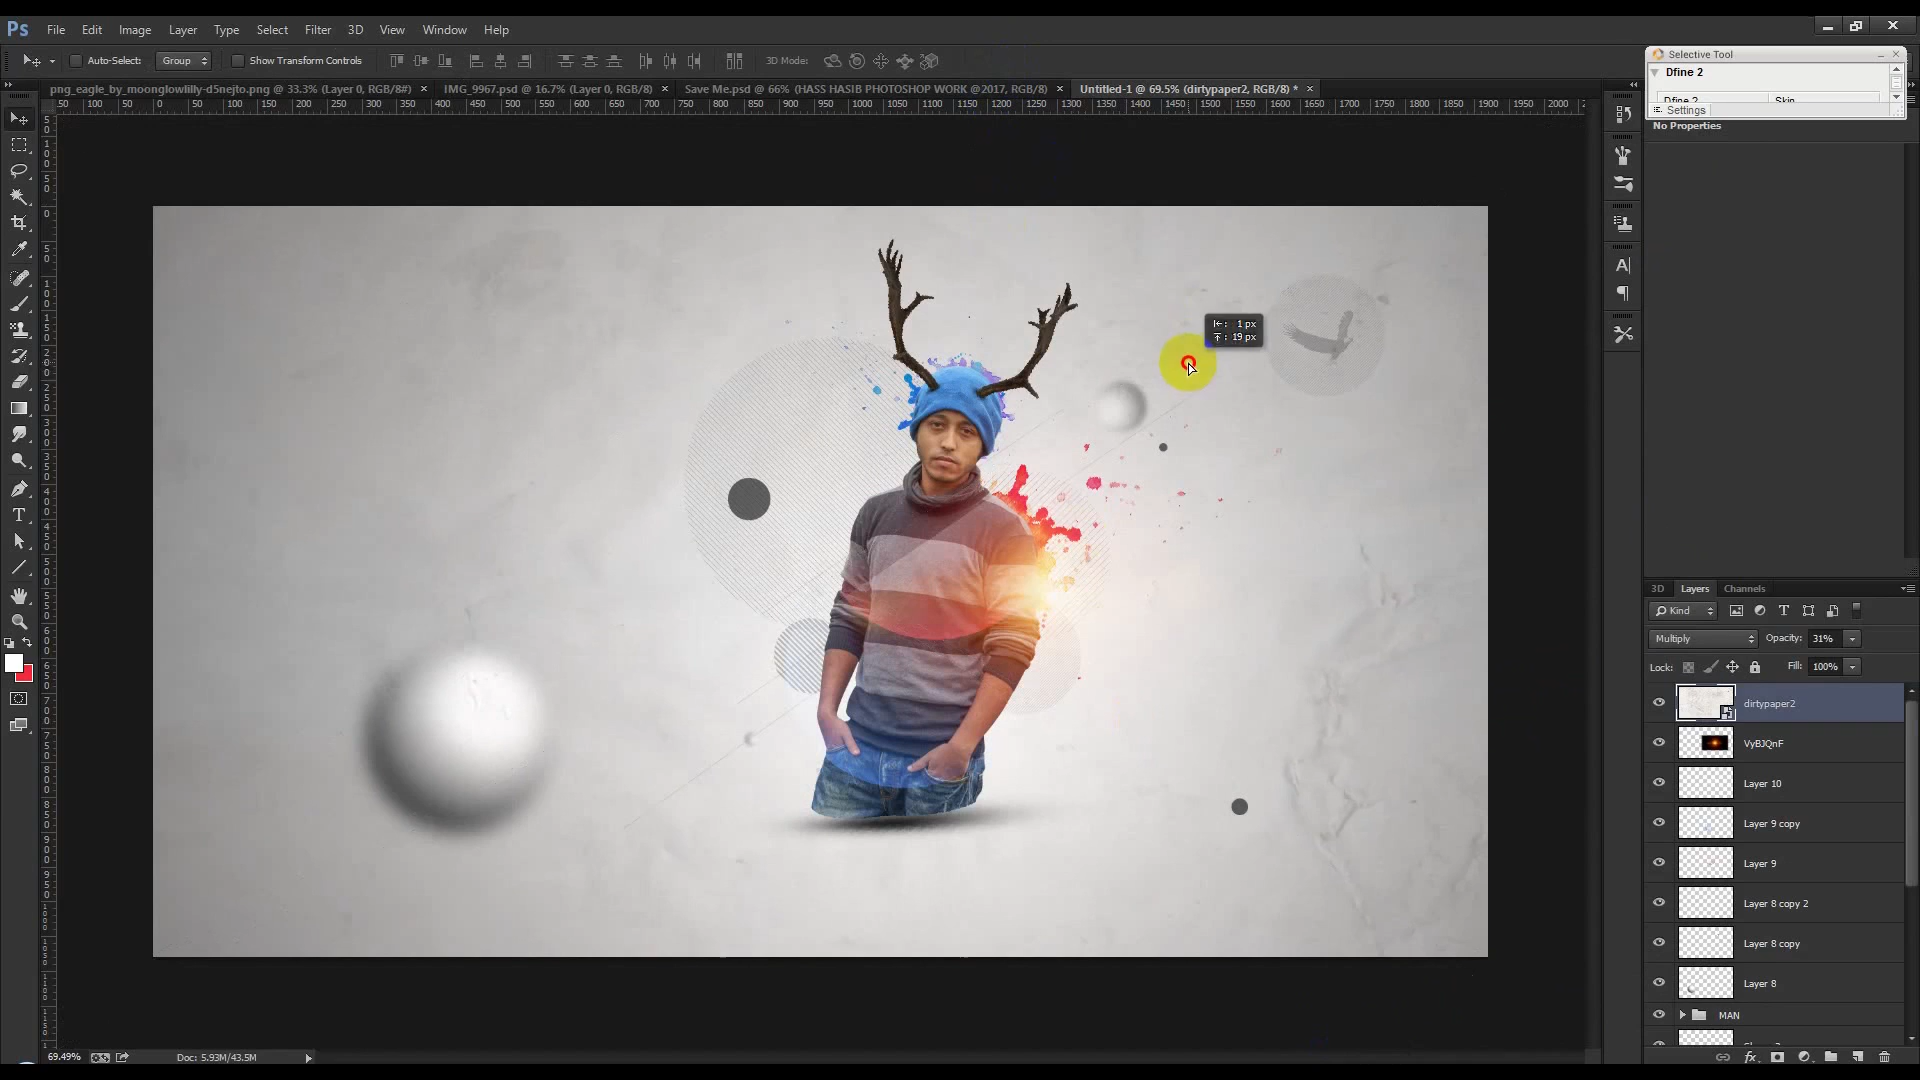 Ps File Edit Image Layer Type Select Filter 3D View Window Help
Auto-Select: Group Show Transform Controls 3D Mode:
Selective Tool
Dfine 2
Dfine 2 Skin
Settings
No Properties
png_eagle_by_moonglowlilly-d5nejto.png @ 33.3% (Layer 0, RGB/8#) × IMG_9967.psd @ 16.7% (Layer 0, RGB/8) × Save Me.psd @ 66% (HASS HASIB PHOTOSHOP WORK @2017, RGB/8) × Untitled-1 @ 69.5% (dirtypaper2, RGB/8) * ×
50 100 50 0 50 100 150 200 250 300 350 400 450 500 550 600 650 700 750 800 850 900 950 1000 1050 1100 1150 1200 1250 1300 1350 1400 1450 1500 1550 1600 1650 1700 1750 1800 1850 1900 1950 2000
1 px
19 px
3D Layers Channels
Kind
Multiply Opacity: 31%
Lock: Fill: 100%
dirtypaper2
VyBJQnF
Layer 10
Layer 9 copy
Layer 9
Layer 8 copy 2
Layer 8 copy
Layer 8
MAN
69.49% Doc: 5.93M/43.5M